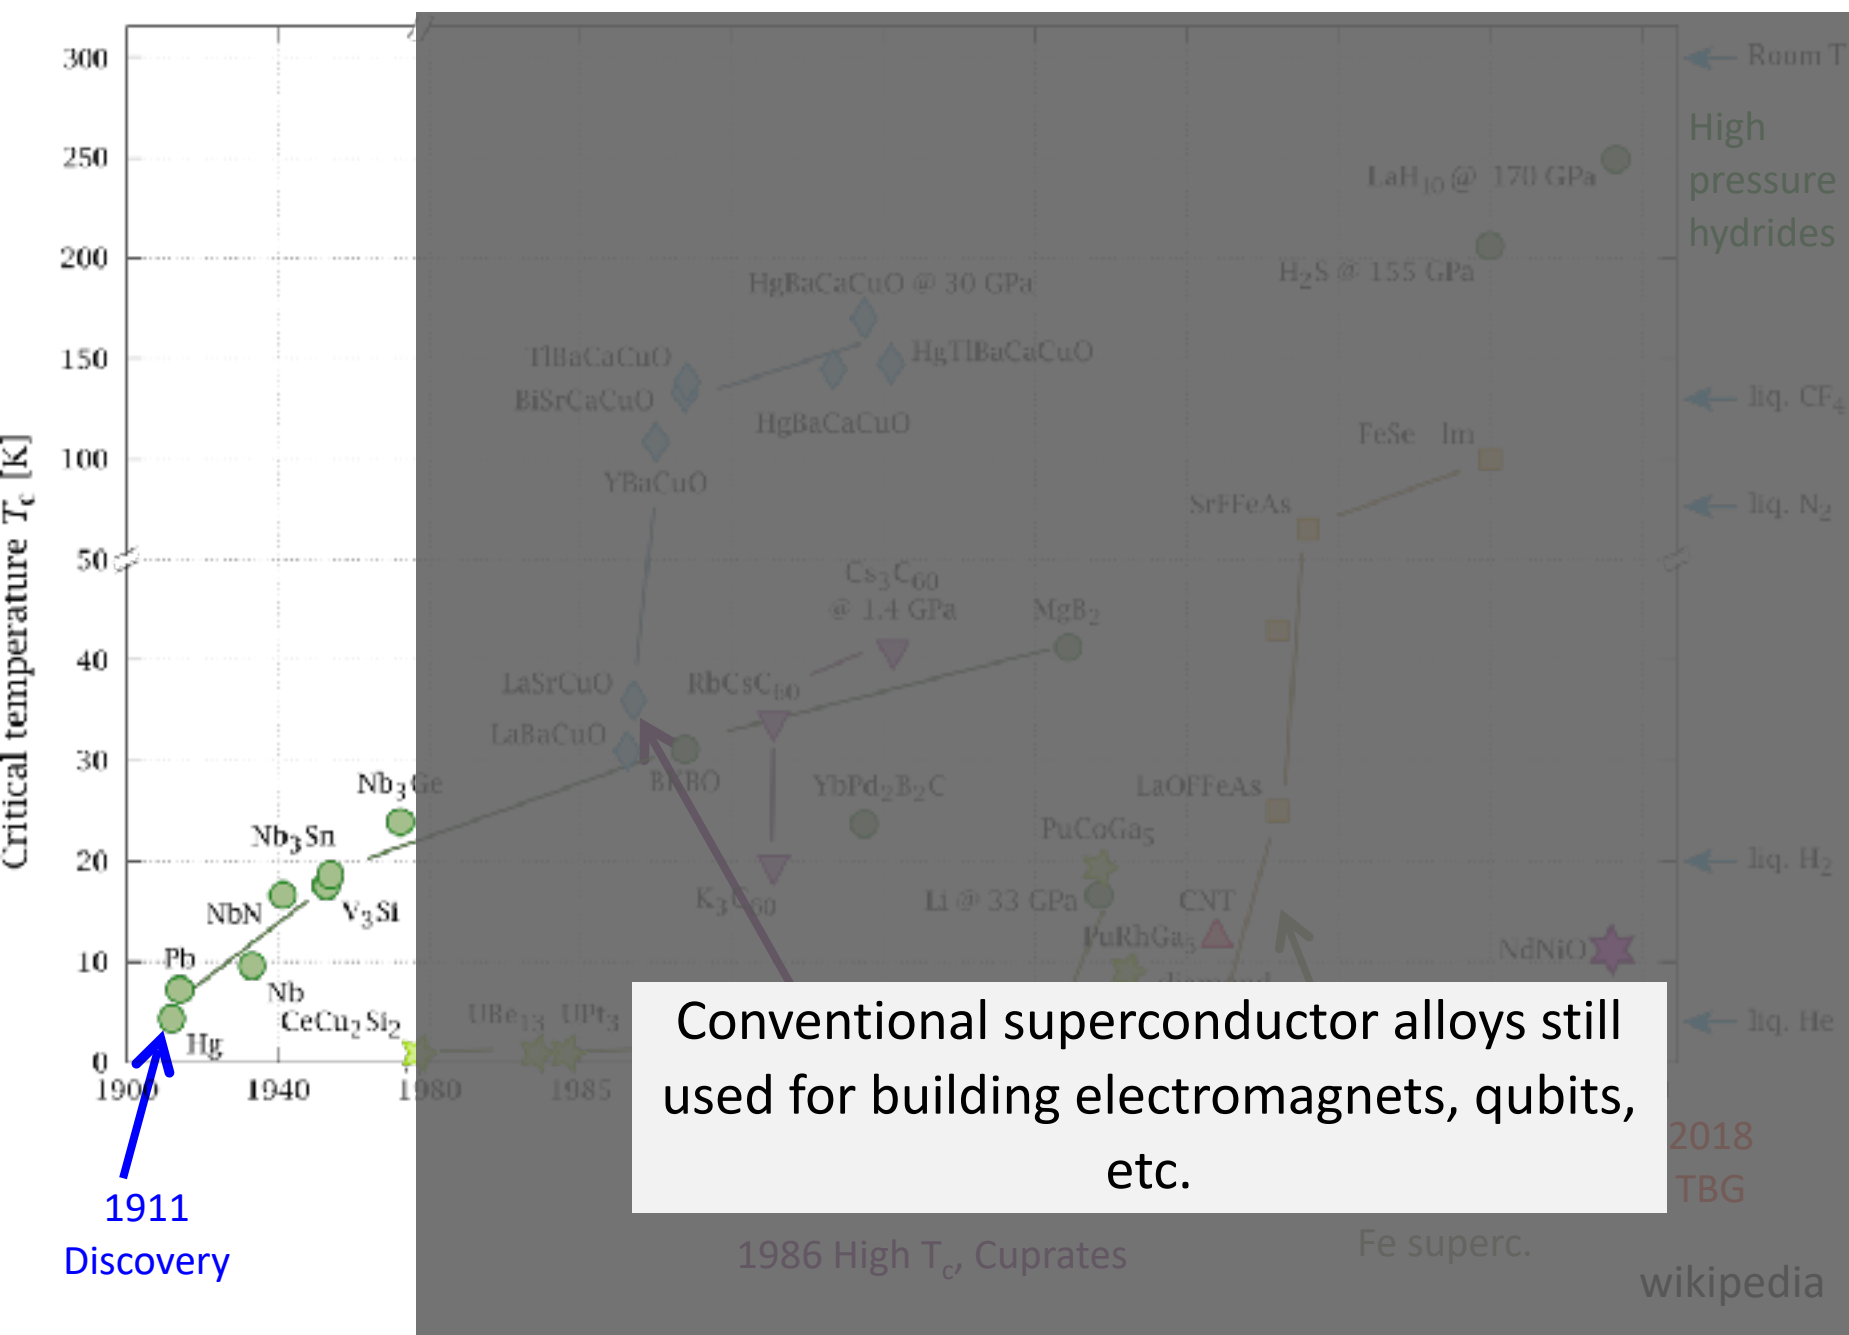 300
Room T
High
250
LaH₁₀ @ 170 GPa
pressure
hydrides
200
H₂S @ 155 GPa
HgBaCaCuO @ 30 GPa
150
TlBaCaCuO
HgTlBaCaCuO
BiSrCaCuO
liq. CF₄
HgBaCaCuO
FeSe lm
100
YBaCuO
SrFFeAs
liq. N₂
50
Cs₃C₆₀
@ 1.4 GPa
MgB₂
Critical temperature T꜀ [K]
40
LaSrCuO
RbCsC₆₀
LaBaCuO
30
BKBO
Nb₃Ge
YbPd₂B₂C
LaOFFeAs
Nb₃Sn
PuCoGa₅
20
liq. H₂
NbN
V₃Si
K₃C₆₀
Li @ 33 GPa
CNT
PuRhGa₅
NdNiO
Pb
10
diamond
Nb
CeCu₂Si₂
UBe₁₃
UPt₃
liq. He
Hg
0
1900
1940
1980
1985
Conventional superconductor alloys still
used for building electromagnets, qubits,
etc.
2018
TBG
1911
Discovery
1986 High T꜀, Cuprates
Fe superc.
wikipedia